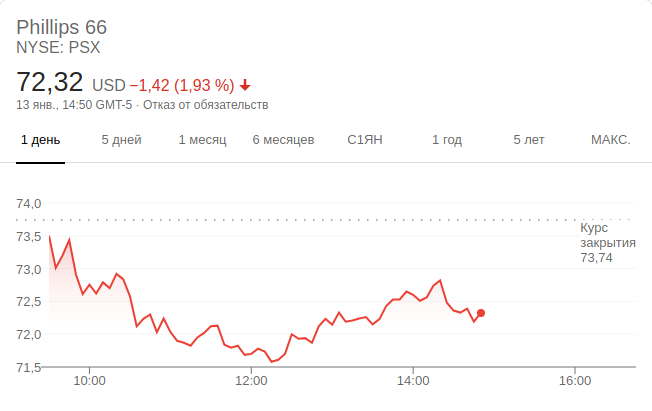 Phillips 66
NYSE: PSX
72,32 USD −1,42 (1,93 %)
13 янв., 14:50 GMT-5 · Отказ от обязательств
1 день 5 дней 1 месяц 6 месяцев С1ЯН 1 год 5 лет МАКС.
74,0
73,5
73,0
72,5
72,0
71,5
Курс
закрытия
73,74
10:00 12:00 14:00 16:00